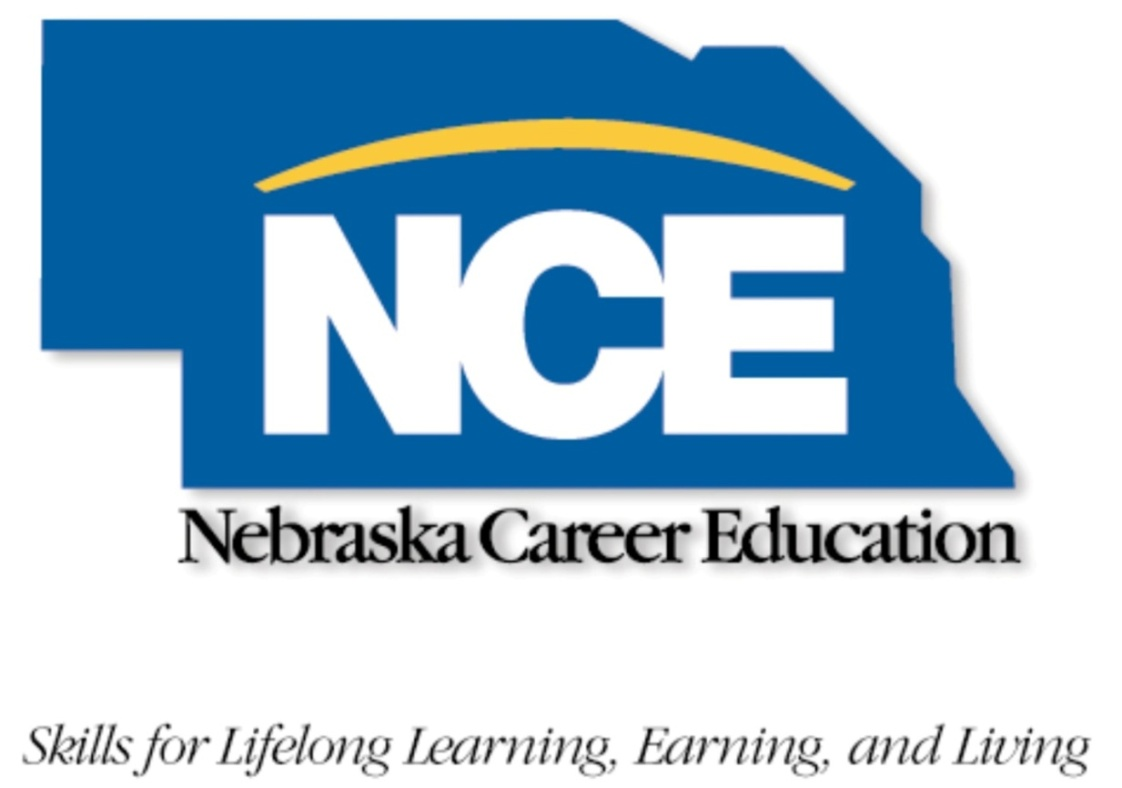 NCE
Nebraska Career Education
Skills for Lifelong Learning, Earning, and Living